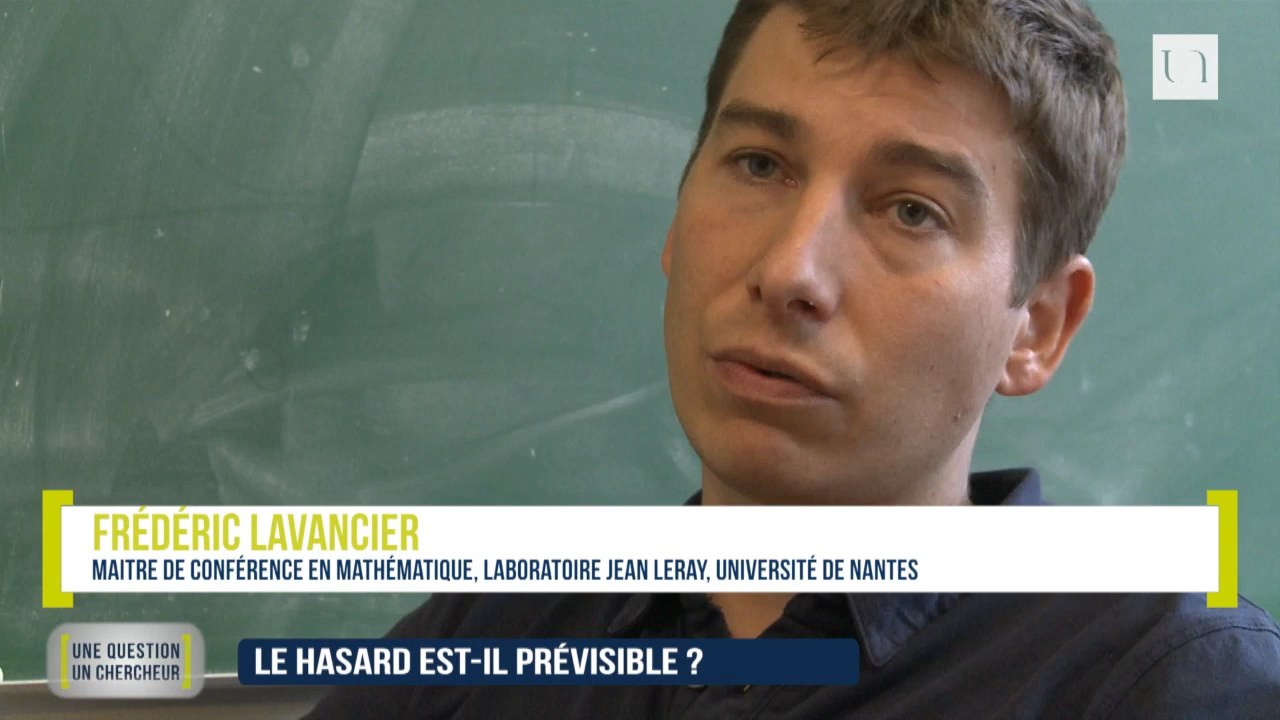 UN
FRÉDÉRIC LAVANCIER
MAITRE DE CONFÉRENCE EN MATHÉMATIQUE, LABORATOIRE JEAN LERAY, UNIVERSITÉ DE NANTES
UNE QUESTION
UN CHERCHEUR
LE HASARD EST-IL PRÉVISIBLE ?